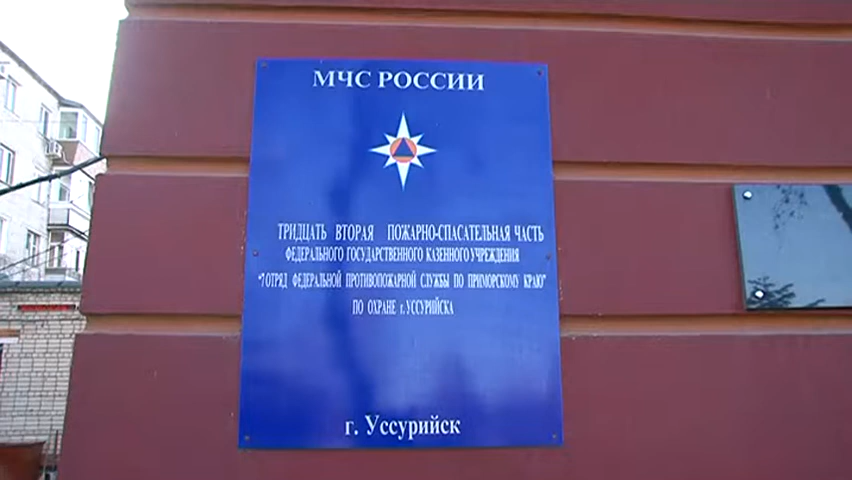 МЧС РОССИИ
ТРИДЦАТЬ ВТОРАЯ ПОЖАРНО-СПАСАТЕЛЬНАЯ ЧАСТЬ
ФЕДЕРАЛЬНОГО ГОСУДАРСТВЕННОГО КАЗЕННОГО УЧРЕЖДЕНИЯ
"7 ОТРЯД ФЕДЕРАЛЬНОЙ ПРОТИВОПОЖАРНОЙ СЛУЖБЫ ПО ПРИМОРСКОМУ КРАЮ"
ПО ОХРАНЕ г.УССУРИЙСКА
г. Уссурийск